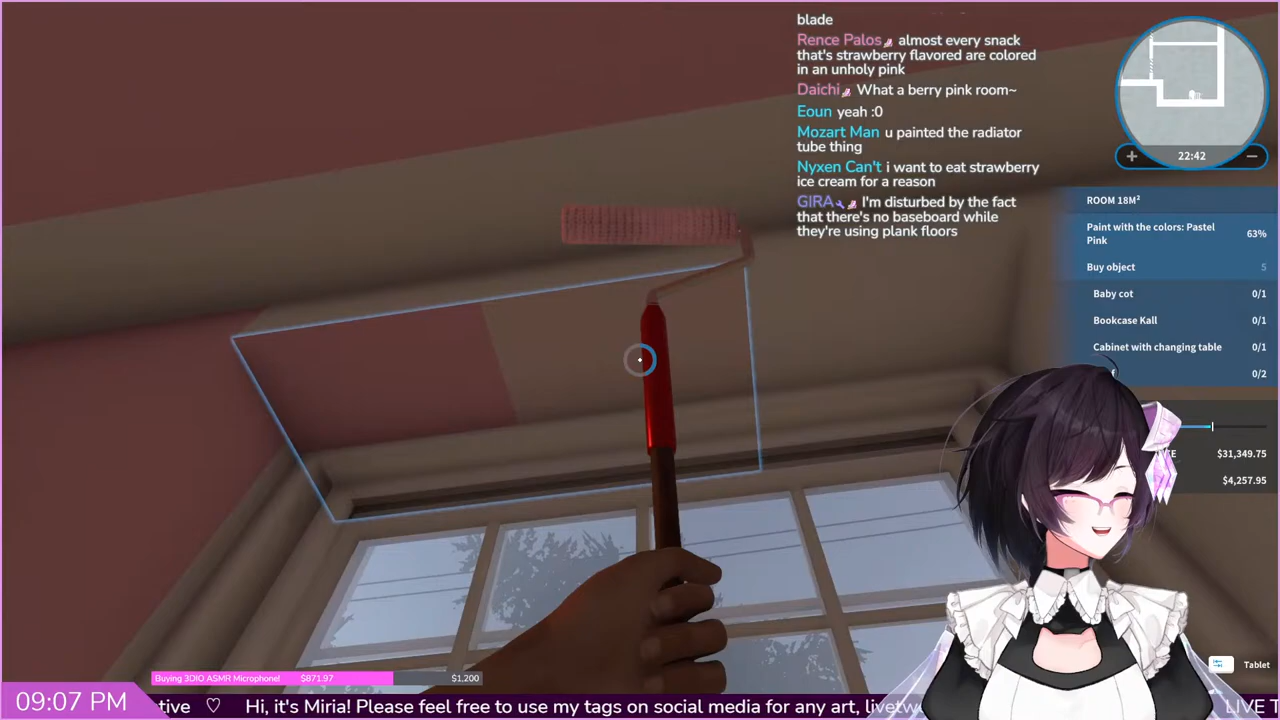 blade
Rence Palos almost every snack
that's strawberry flavored are colored
in an unholy pink
Daichi What a berry pink room~
Eoun yeah :0
Mozart Man u painted the radiator
tube thing
Nyxen Can't i want to eat strawberry
ice cream for a reason
GIRA I'm disturbed by the fact
that there's no baseboard while
they're using plank floors
22:42
ROOM 18M²
Paint with the colors: Pastel
Pink 63%
Buy object 5
Baby cot 0/1
Bookcase Kall 0/1
Cabinet with changing table 0/1
0/2
$31,349.75
$4,257.95
Tablet
Buying 3DIO ASMR Microphone! $871.97 $1,200
09:07 PM
Hi, it's Miria! Please feel free to use my tags on social media for any art,
LIVE